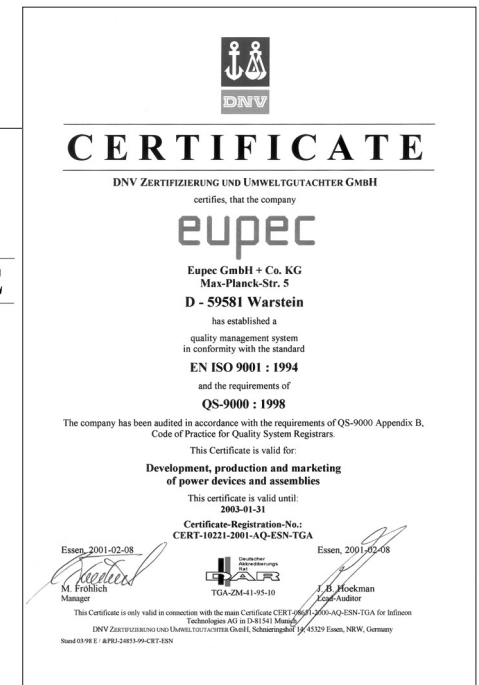 DNV
CERTIFICATE
DNV ZERTIFIZIERUNG UND UMWELTGUTACHTER GMBH
certifies, that the company
eupec
Eupec GmbH + Co. KG
Max-Planck-Str. 5
D - 59581 Warstein
has established a
quality management system
in conformity with the standard
EN ISO 9001 : 1994
and the requirements of
QS-9000 : 1998
The company has been audited in accordance with the requirements of QS-9000 Appendix B,
Code of Practice for Quality System Registrars.
This Certificate is valid for:
Development, production and marketing
of power devices and assemblies
This certificate is valid until:
2003-01-31
Certificate-Registration-No.:
CERT-10221-2001-AQ-ESN-TGA
Essen, 2001-02-08
Essen, 2001-02-08
Deutscher
Akkreditierungs
Rat
DAR
TGA-ZM-41-95-10
M. Fröhlich
Manager
J. B. Hoekman
Lead-Auditor
This Certificate is only valid in connection with the main Certificate CERT-08631-2000-AQ-ESN-TGA for Infineon
Technologies AG in D-81541 Munich
DNV ZERTIFIZIERUNG UND UMWELTGUTACHTER GMBH, Schnieringshof 14, 45329 Essen, NRW, Germany
Stand 03/98 E / &PRJ-24853-99-CRT-ESN